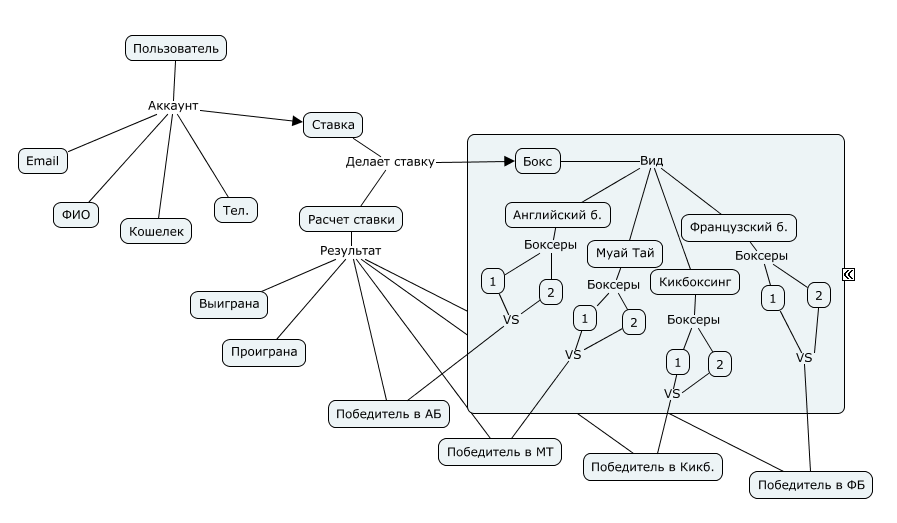 Пользователь
Аккаунт
Ставка
Email
ФИО
Кошелек
Тел.
Делает ставку
Бокс
Вид
Расчет ставки
Результат
Выиграна
Проиграна
Английский б.
Боксеры
1
2
VS
Муай Тай
Боксеры
1
2
VS
Кикбоксинг
Боксеры
1
2
VS
Французский б.
Боксеры
1
2
VS
Победитель в АБ
Победитель в МТ
Победитель в Кикб.
Победитель в ФБ